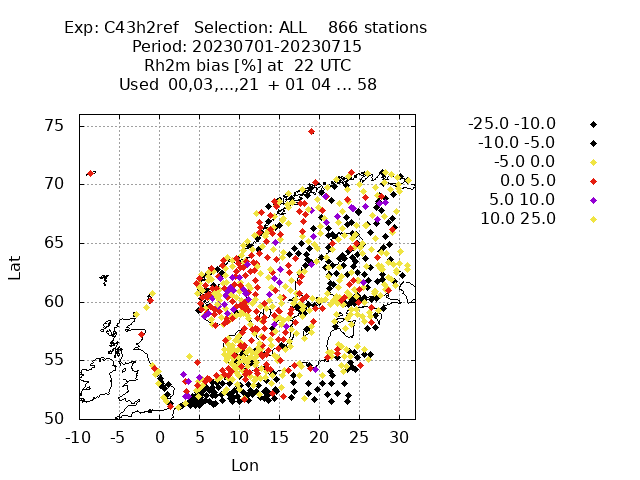 Exp: C43h2ref   Selection: ALL    866 stations
Period: 20230701-20230715
Rh2m bias [%] at  22 UTC
Used  00,03,...,21  + 01 04 ... 58
-25.0 -10.0
-10.0 -5.0
-5.0 0.0
0.0 5.0
5.0 10.0
10.0 25.0
75
70
65
60
55
50
Lat
-10 -5 0 5 10 15 20 25 30
Lon